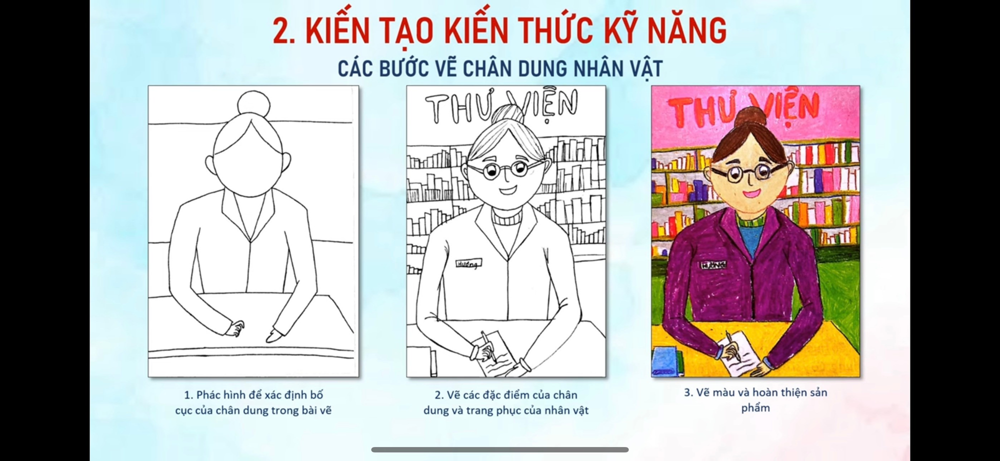 2. KIẾN TẠO KIẾN THỨC KỸ NĂNG
CÁC BƯỚC VẼ CHÂN DUNG NHÂN VẬT
THƯ VIỆN
Hương
THƯ VIỆN
HƯƠNG
1. Phác hình để xác định bố
cục của chân dung trong bài vẽ
2. Vẽ các đặc điểm của chân
dung và trang phục của nhân vật
3. Vẽ màu và hoàn thiện sản
phẩm